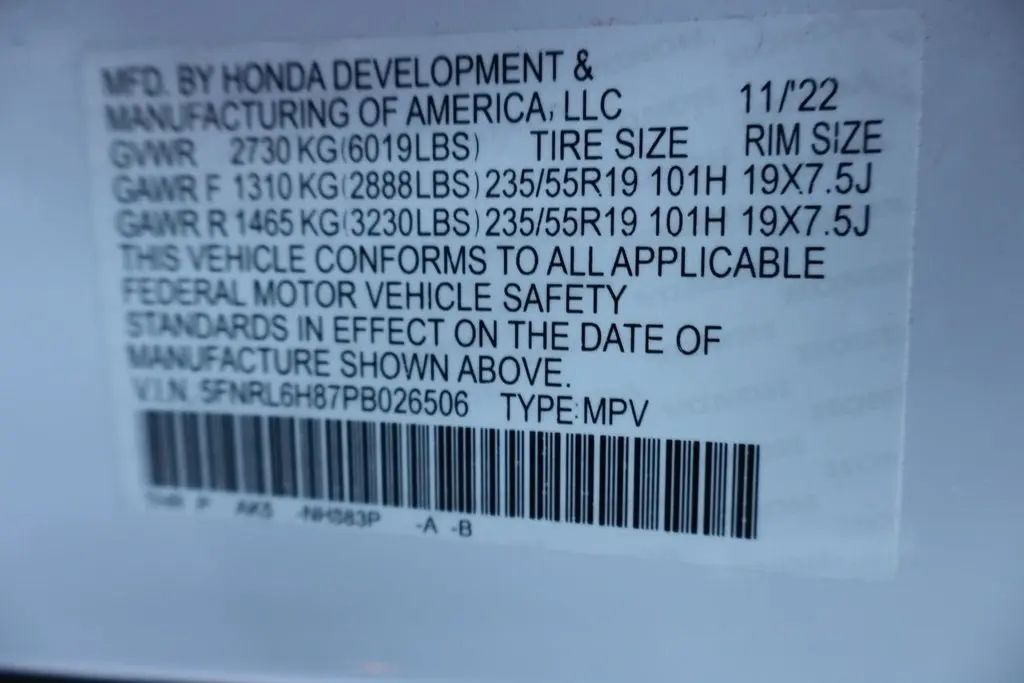 MFD. BY HONDA DEVELOPMENT &
MANUFACTURING OF AMERICA, LLC 11/'22
GVWR 2730 KG(6019LBS) TIRE SIZE RIM SIZE
GAWR F 1310 KG(2888LBS) 235/55R19 101H 19X7.5J
GAWR R 1465 KG(3230LBS) 235/55R19 101H 19X7.5J
THIS VEHICLE CONFORMS TO ALL APPLICABLE
FEDERAL MOTOR VEHICLE SAFETY
STANDARDS IN EFFECT ON THE DATE OF
MANUFACTURE SHOWN ABOVE.
V.I.N. 5FNRL6H87PB026506 TYPE:MPV
P -A -B